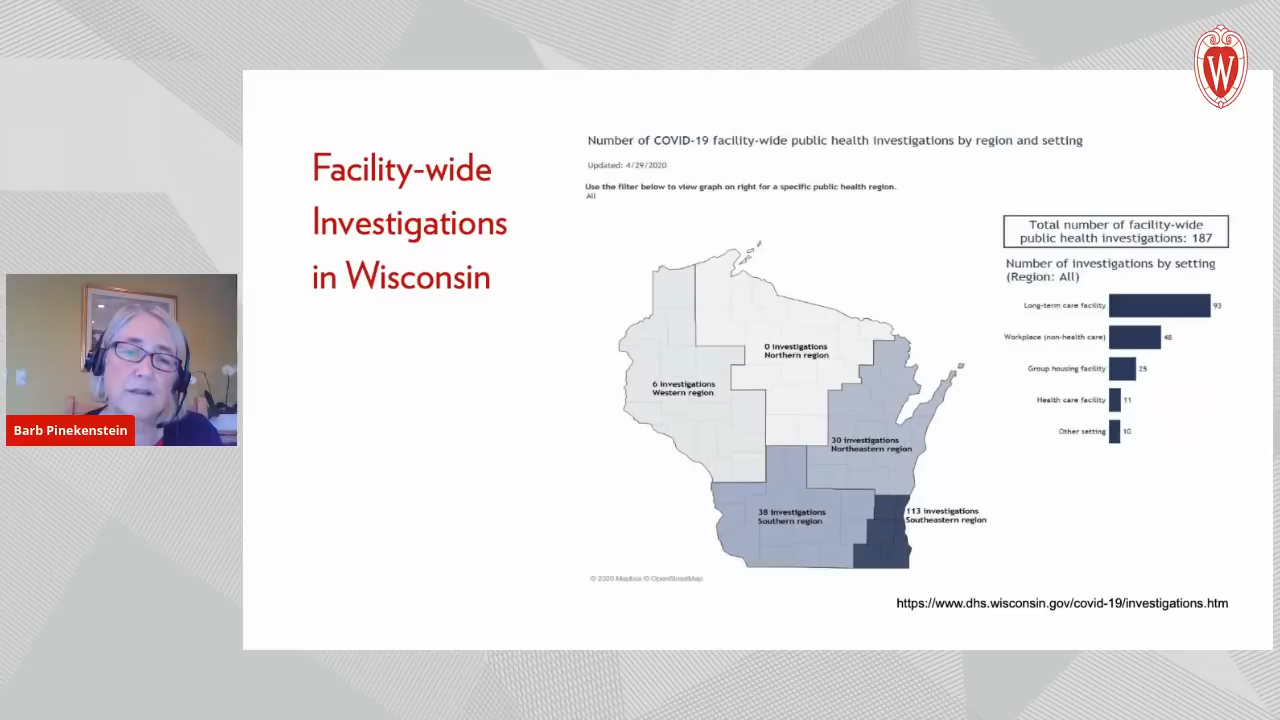 W
Facility-wide
Investigations
in Wisconsin
Number of COVID-19 facility-wide public health investigations by region and setting
Updated: 4/29/2020
Use the filter below to view graph on right for a specific public health region.
All
Total number of facility-wide
public health investigations: 187
Number of investigations by setting
(Region: All)
Long-term care facility 93
Workplace (non-health care) 48
Group housing facility 25
Health care facility 11
Other setting 10
0 investigations
Northern region
6 investigations
Western region
30 investigations
Northeastern region
38 investigations
Southern region
113 investigations
Southeastern region
© 2020 Mapbox © OpenStreetMap
https://www.dhs.wisconsin.gov/covid-19/investigations.htm
Barb Pinekenstein